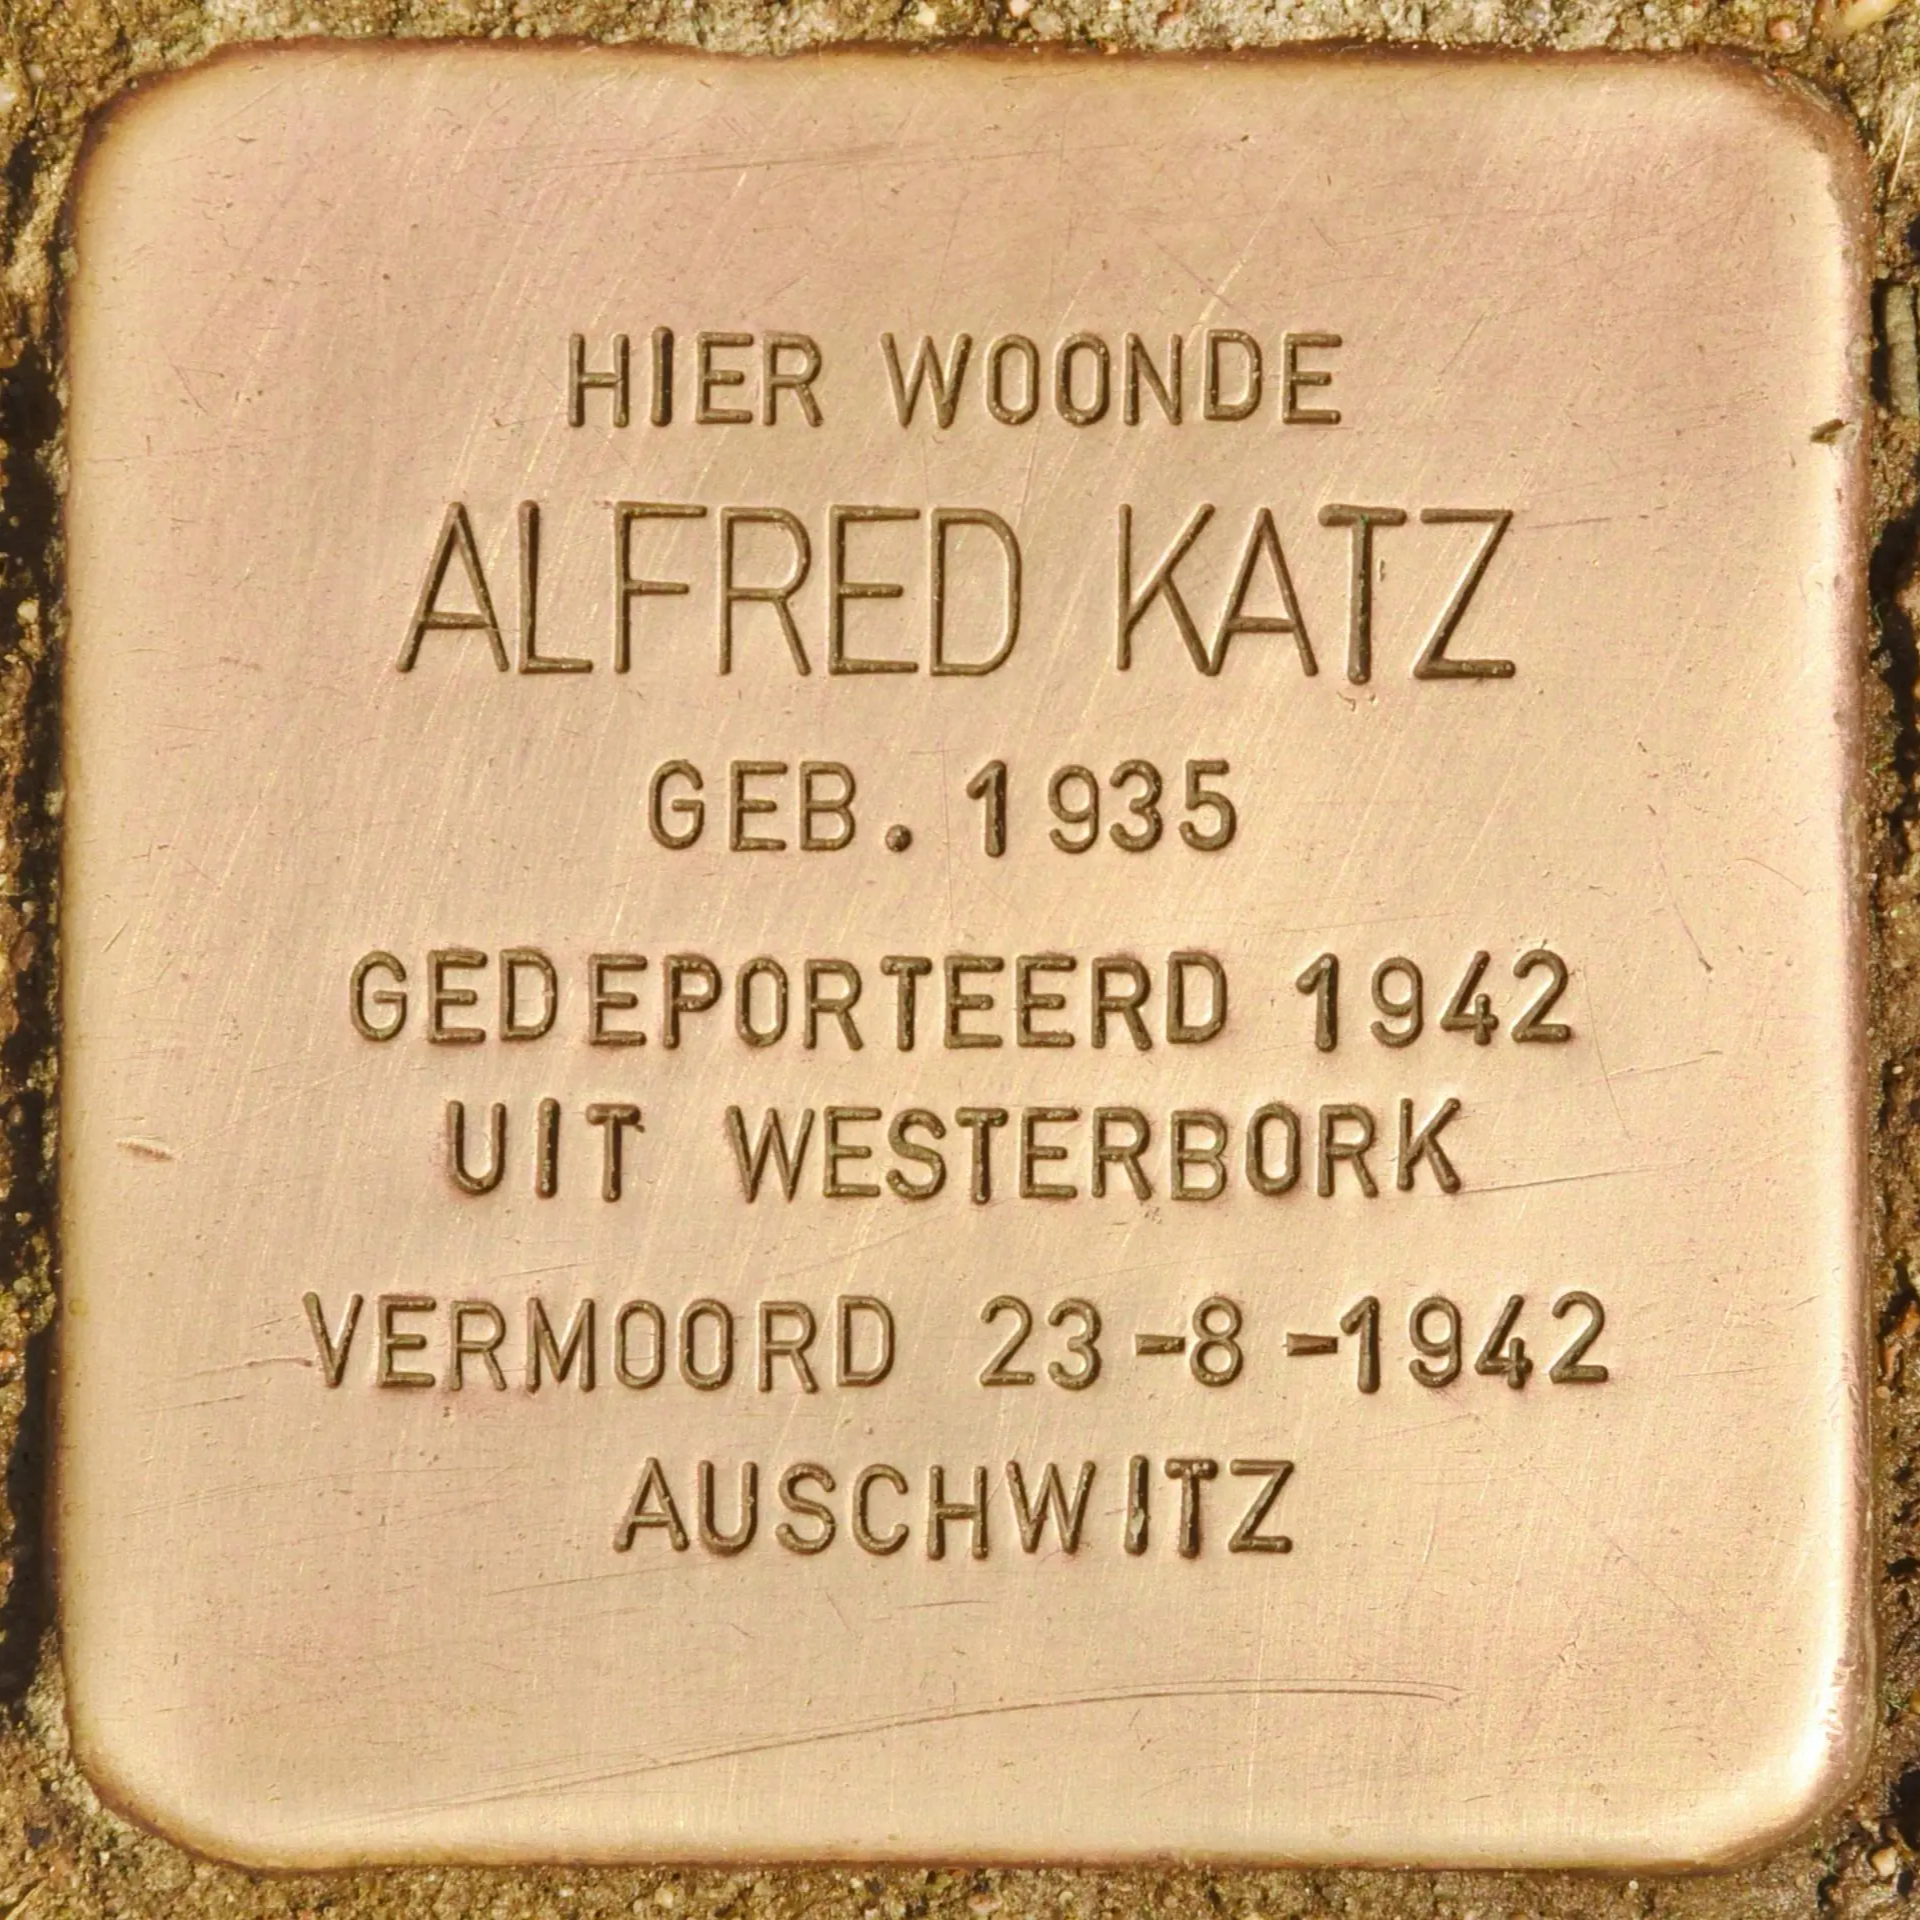 HIER WOONDE
ALFRED KATZ
GEB. 1935
GEDEPORTEERD 1942
UIT WESTERBORK
VERMOORD 23-8-1942
AUSCHWITZ